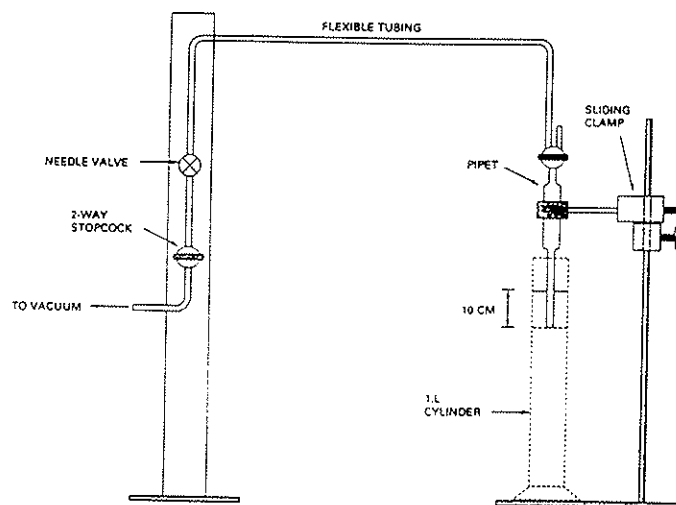 FLEXIBLE TUBING
SLIDING
CLAMP
NEEDLE VALVE
PIPET
2-WAY
STOPCOCK
TO VACUUM
10 CM
1.L
CYLINDER